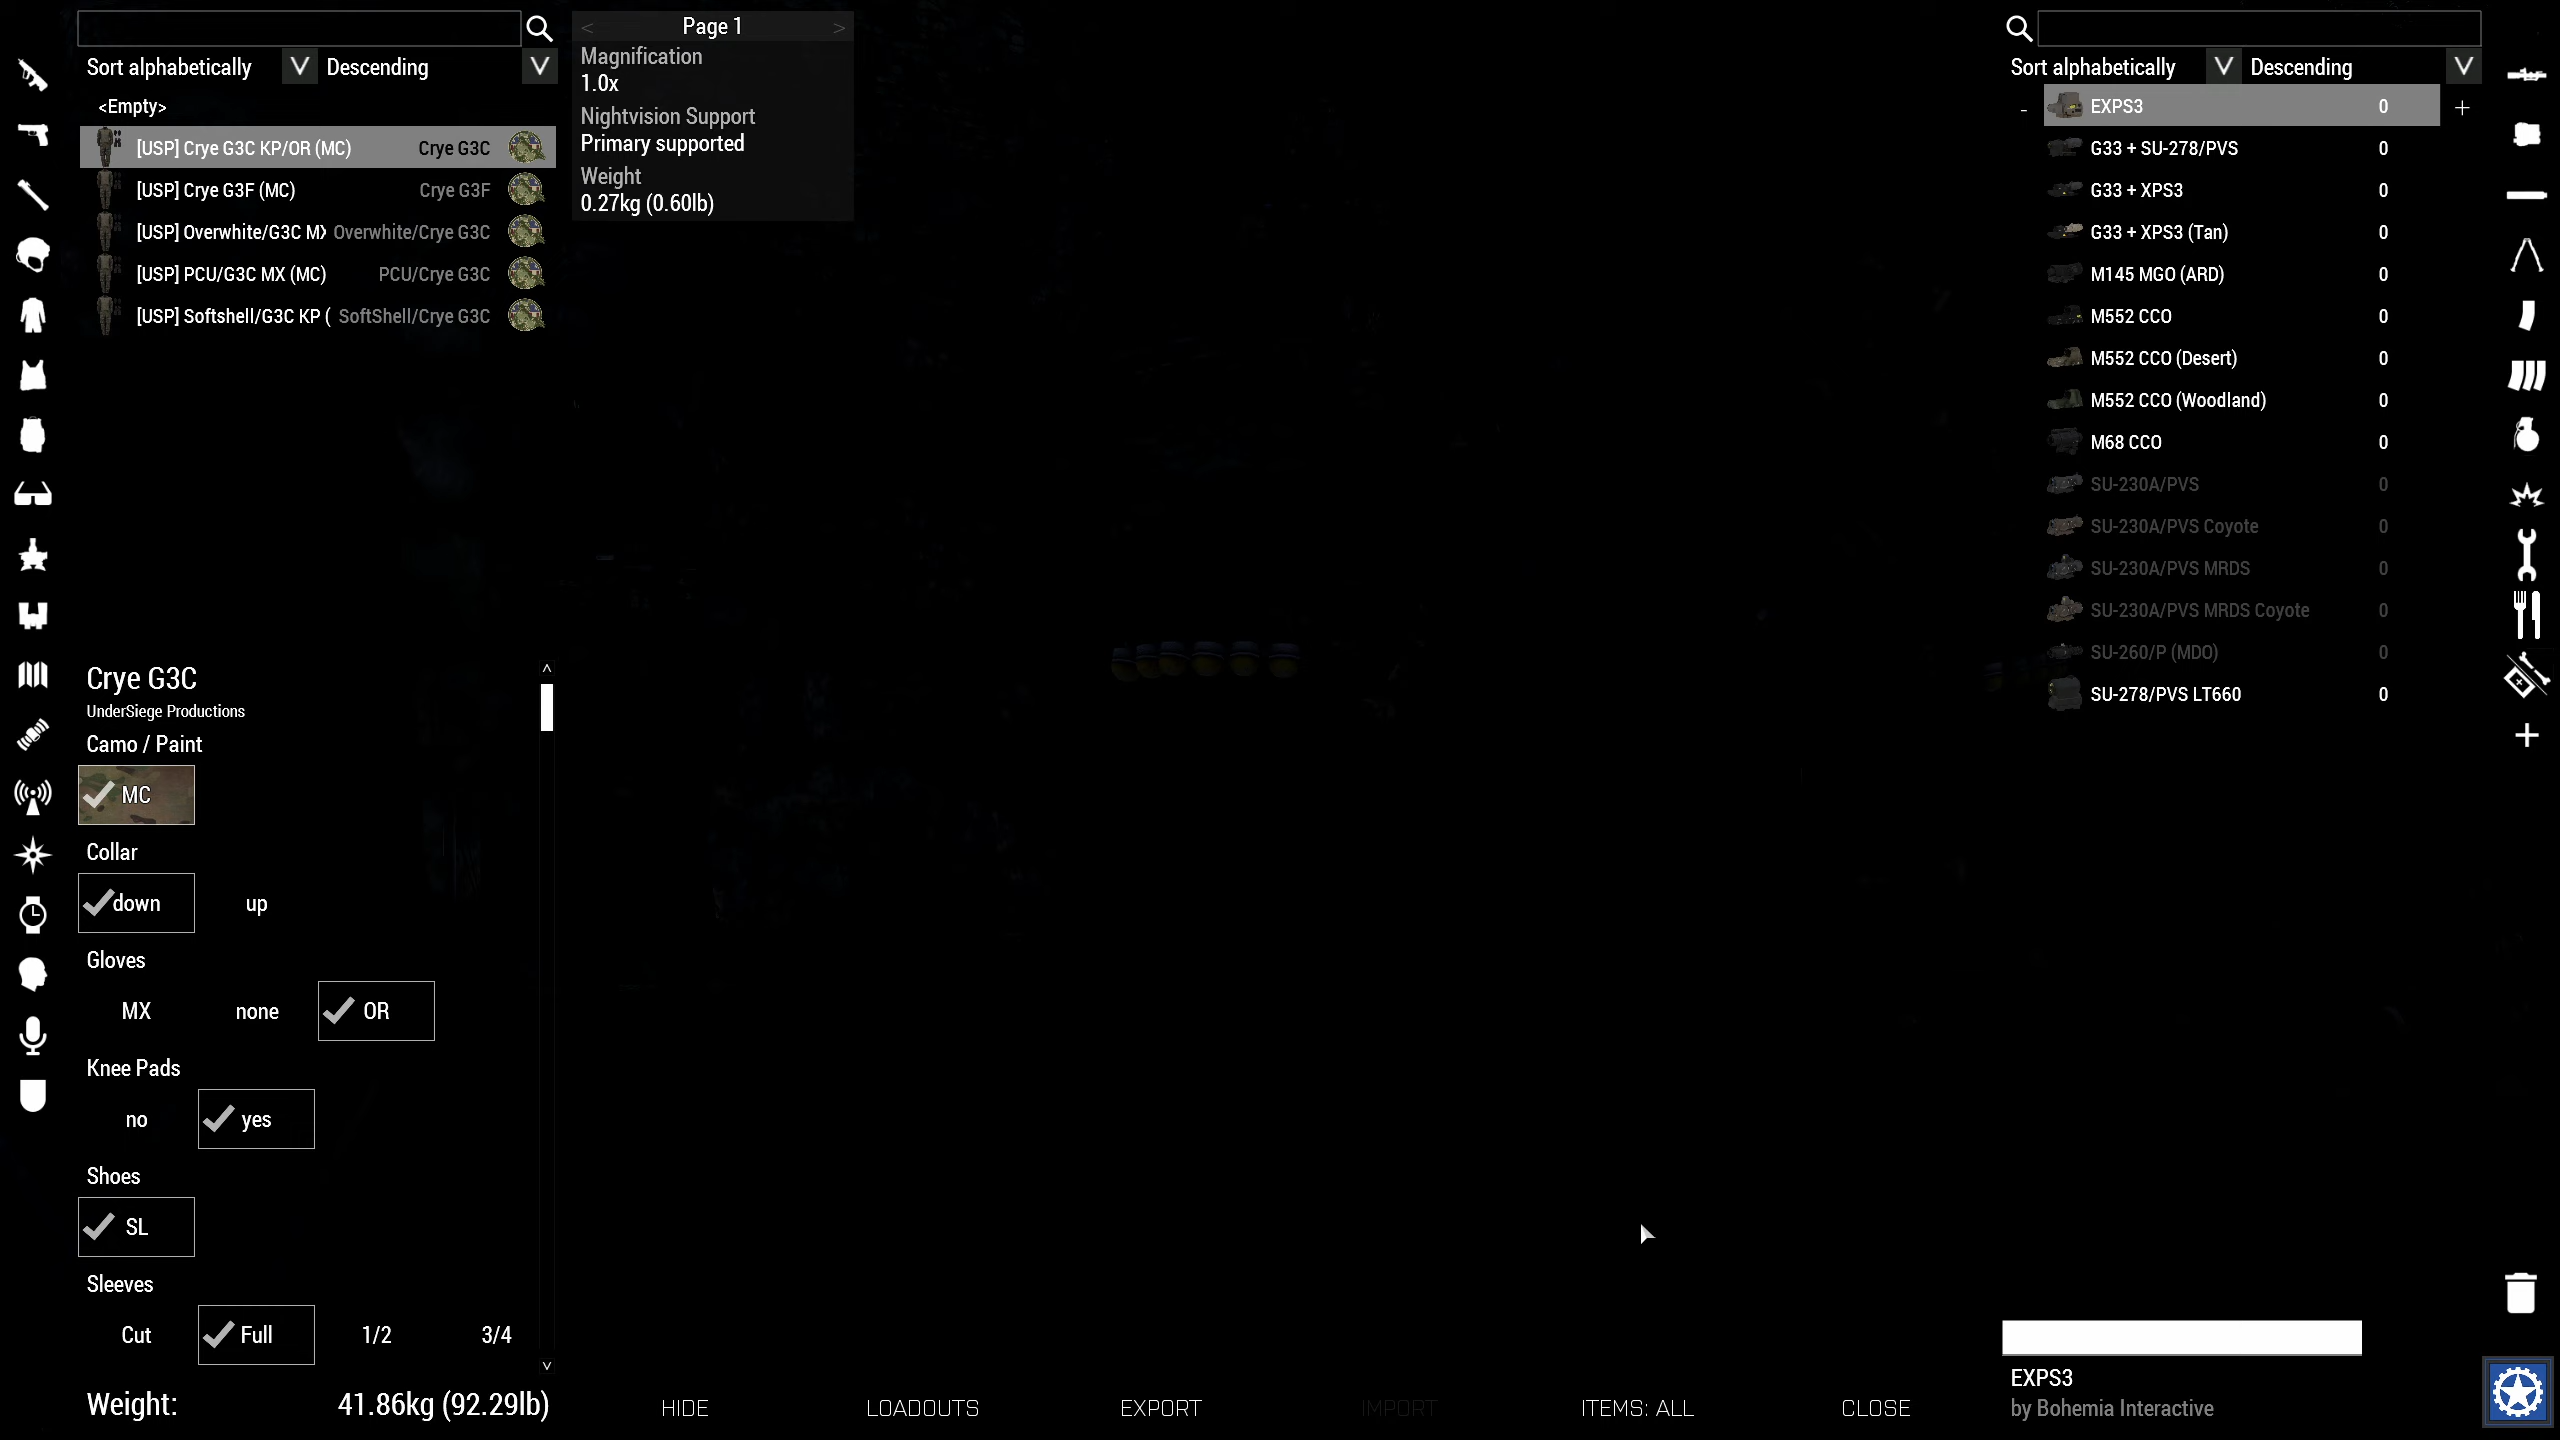 Sort alphabetically V Descending V
<Empty>
[USP] Crye G3C KP/OR (MC) Crye G3C
[USP] Crye G3F (MC) Crye G3F
[USP] Overwhite/G3C MX Overwhite/Crye G3C
[USP] PCU/G3C MX (MC) PCU/Crye G3C
[USP] Softshell/G3C KP ( SoftShell/Crye G3C
Crye G3C
UnderSiege Productions
Camo / Paint
MC
Collar
down up
Gloves
MX none OR
Knee Pads
no yes
Shoes
SL
Sleeves
Cut Full 1/2 3/4
Weight: 41.86kg (92.29lb)
< Page 1 >
Magnification
1.0x
Nightvision Support
Primary supported
Weight
0.27kg (0.60lb)
HIDE LOADOUTS EXPORT IMPORT ITEMS: ALL CLOSE
Sort alphabetically V Descending V
- EXPS3 0 +
G33 + SU-278/PVS 0
G33 + XPS3 0
G33 + XPS3 (Tan) 0
M145 MGO (ARD) 0
M552 CCO 0
M552 CCO (Desert) 0
M552 CCO (Woodland) 0
M68 CCO 0
SU-230A/PVS 0
SU-230A/PVS Coyote 0
SU-230A/PVS MRDS 0
SU-230A/PVS MRDS Coyote 0
SU-260/P (MDO) 0
SU-278/PVS LT660 0
EXPS3
by Bohemia Interactive